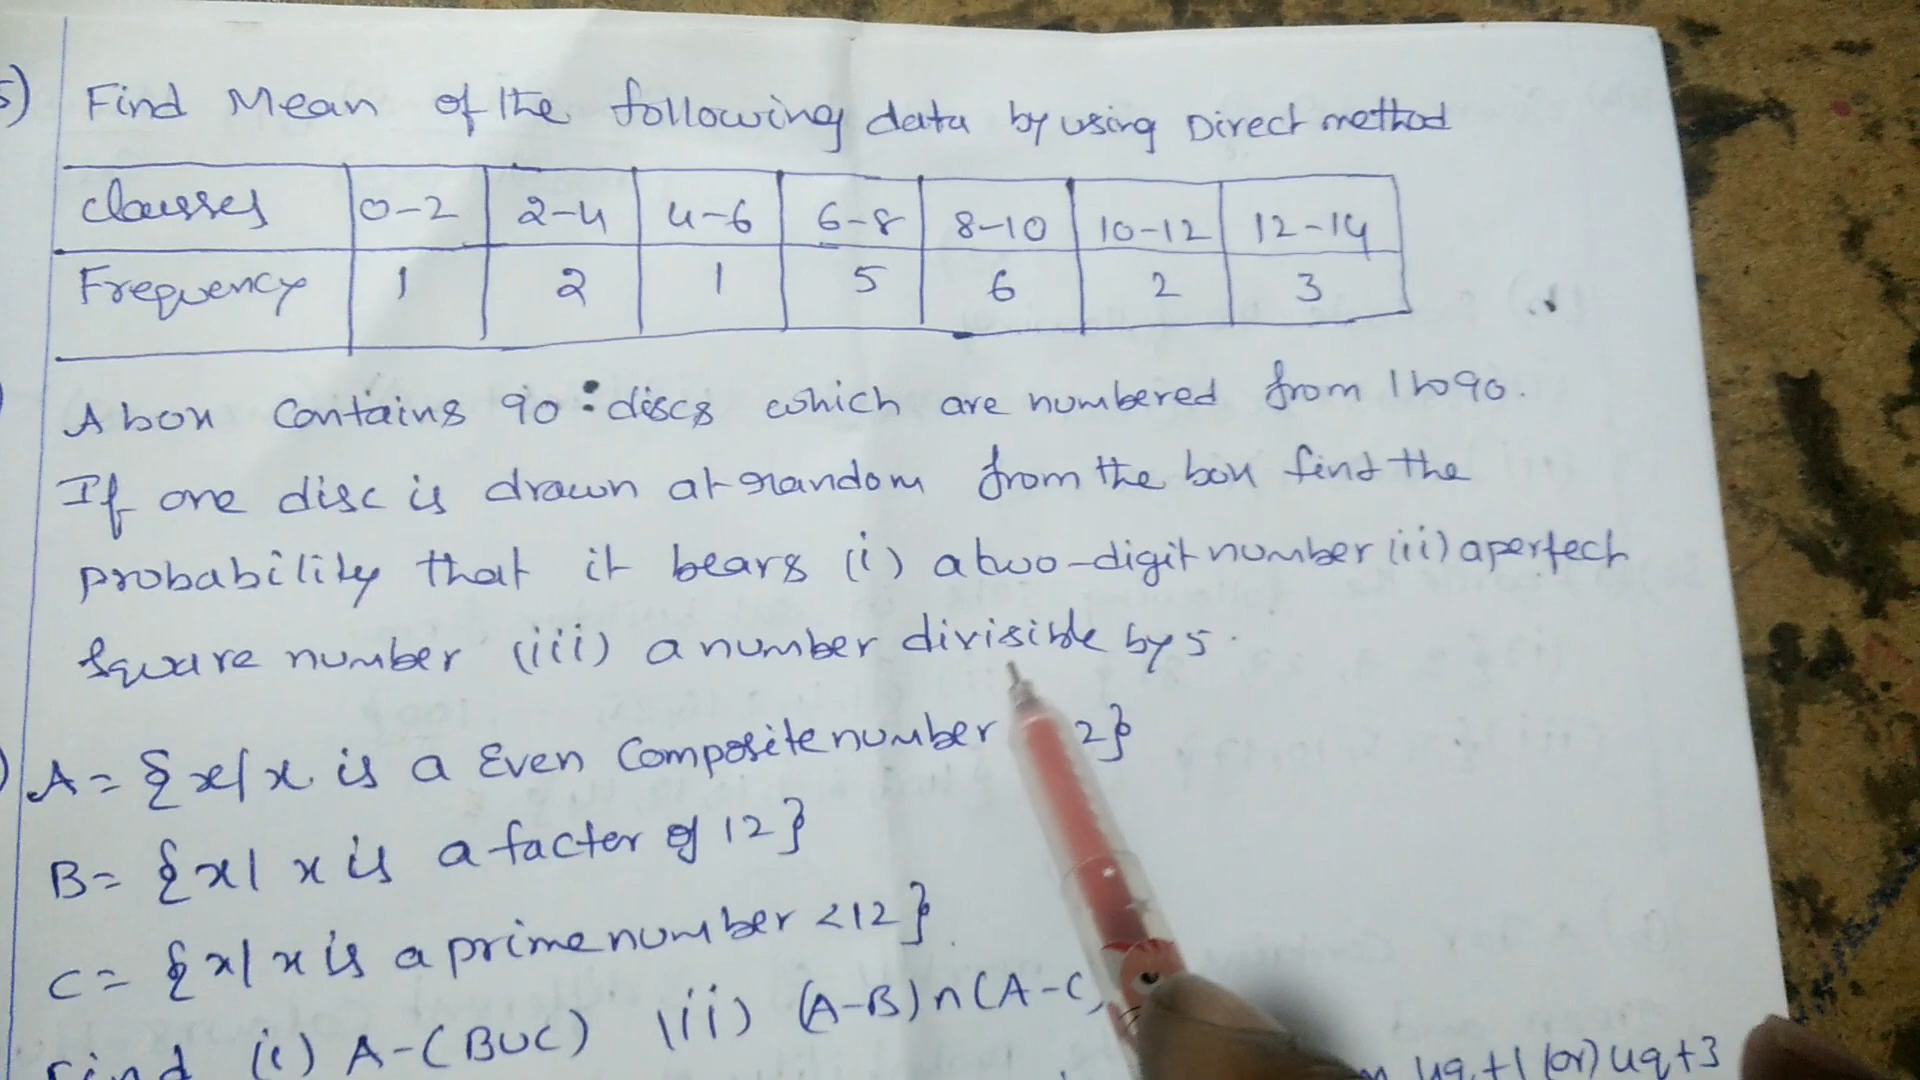 5) Find Mean of the following data by using Direct method
Classes 0-2 2-4 4-6 6-8 8-10 10-12 12-14
Frequency 1 2 1 5 6 2 3
A box contains 90 discs which are numbered from 1 to 90.
If one disc is drawn at random from the box find the
probability that it bears (i) a two-digit number (ii) a perfect
square number (iii) a number divisible by 5.
A = {x/x is a Even Composite number 12}
B = {x/x is a facter of 12}
C = {x/x is a prime number <12}
Find (i) A-(BUC) (ii) (A-B)∩(A-C)
4q+1 (or) 4q+3